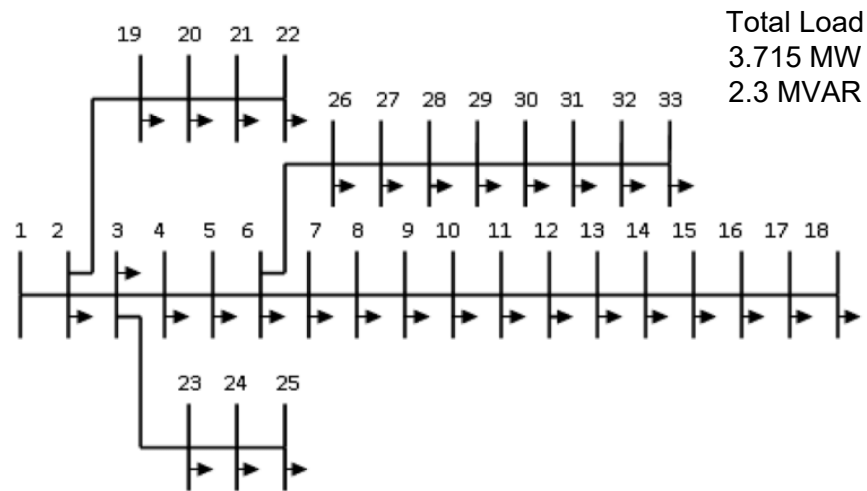 Total Load
3.715 MW
2.3 MVAR
19 20 21 22
26 27 28 29 30 31 32 33
1 2 3 4 5 6 7 8 9 10 11 12 13 14 15 16 17 18
23 24 25